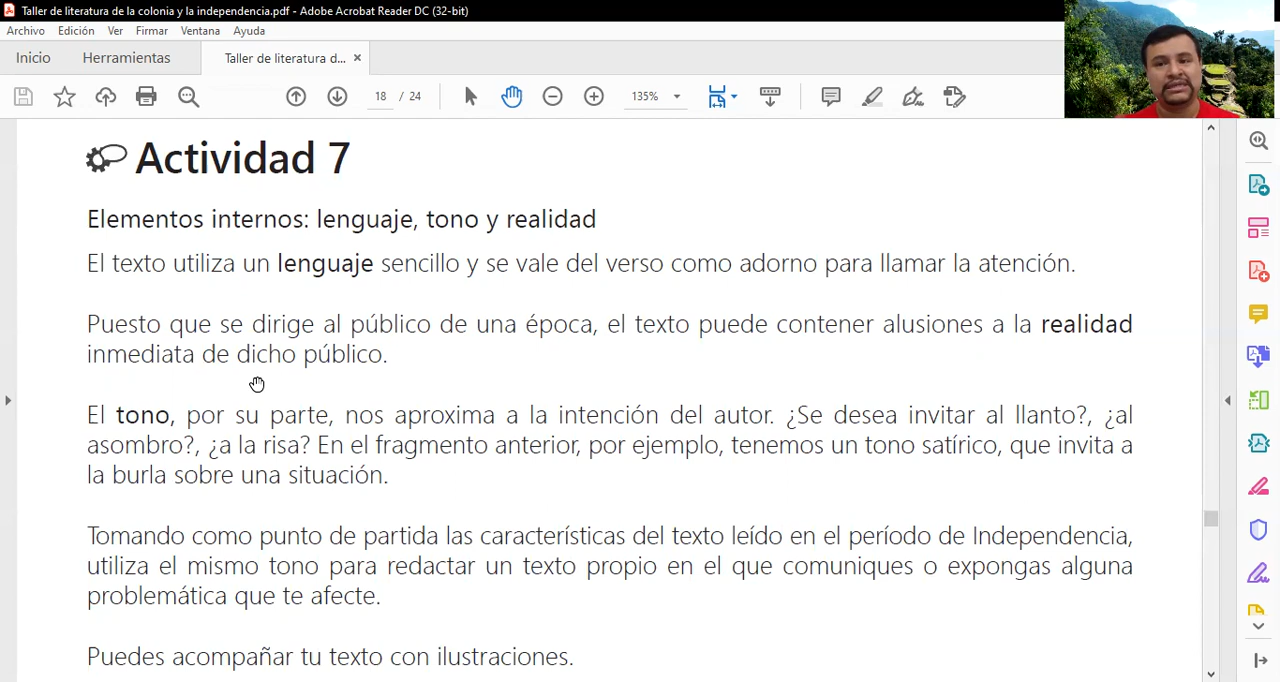 Taller de literatura de la colonia y la independencia.pdf - Adobe Acrobat Reader DC (32-bit)
Archivo Edición Ver Firmar Ventana Ayuda
Inicio Herramientas Taller de literatura d... ×
18 / 24 135%
Actividad 7
Elementos internos: lenguaje, tono y realidad
El texto utiliza un lenguaje sencillo y se vale del verso como adorno para llamar la atención.
Puesto que se dirige al público de una época, el texto puede contener alusiones a la realidad
inmediata de dicho público.
El tono, por su parte, nos aproxima a la intención del autor. ¿Se desea invitar al llanto?, ¿al
asombro?, ¿a la risa? En el fragmento anterior, por ejemplo, tenemos un tono satírico, que invita a
la burla sobre una situación.
Tomando como punto de partida las características del texto leído en el período de Independencia,
utiliza el mismo tono para redactar un texto propio en el que comuniques o expongas alguna
problemática que te afecte.
Puedes acompañar tu texto con ilustraciones.